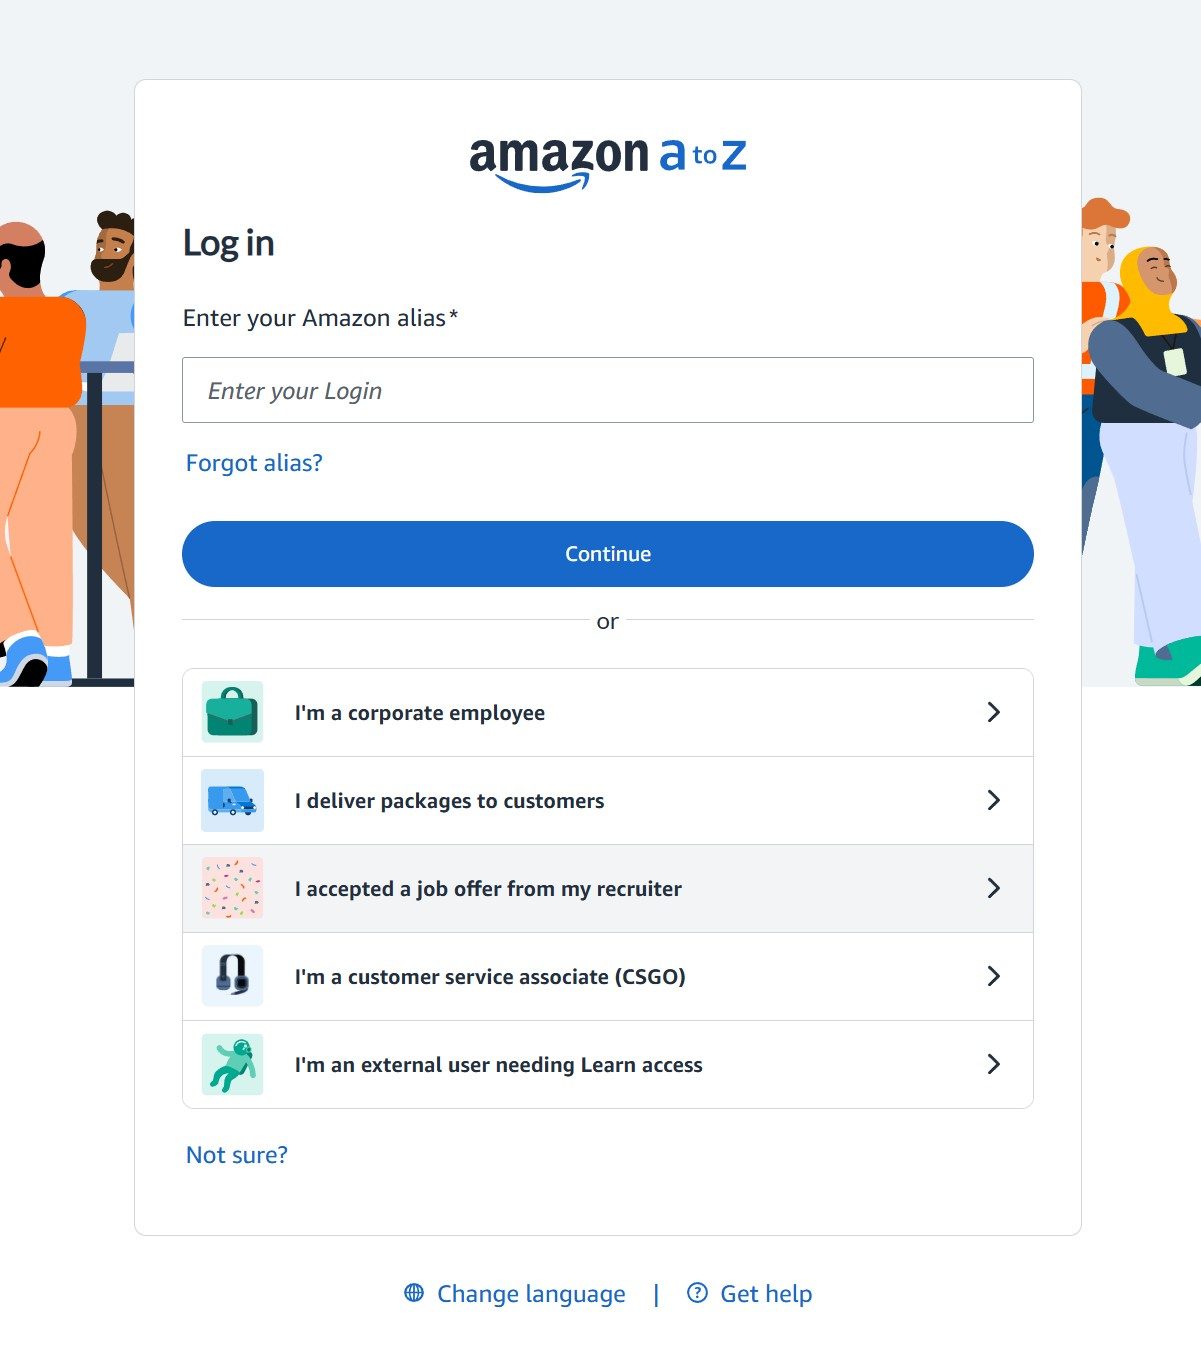 amazon a to z
Log in
Enter your Amazon alias*
Enter your Login
Forgot alias?
Continue
or
I'm a corporate employee
I deliver packages to customers
I accepted a job offer from my recruiter
I'm a customer service associate (CSGO)
I'm an external user needing Learn access
Not sure?
Change language | Get help